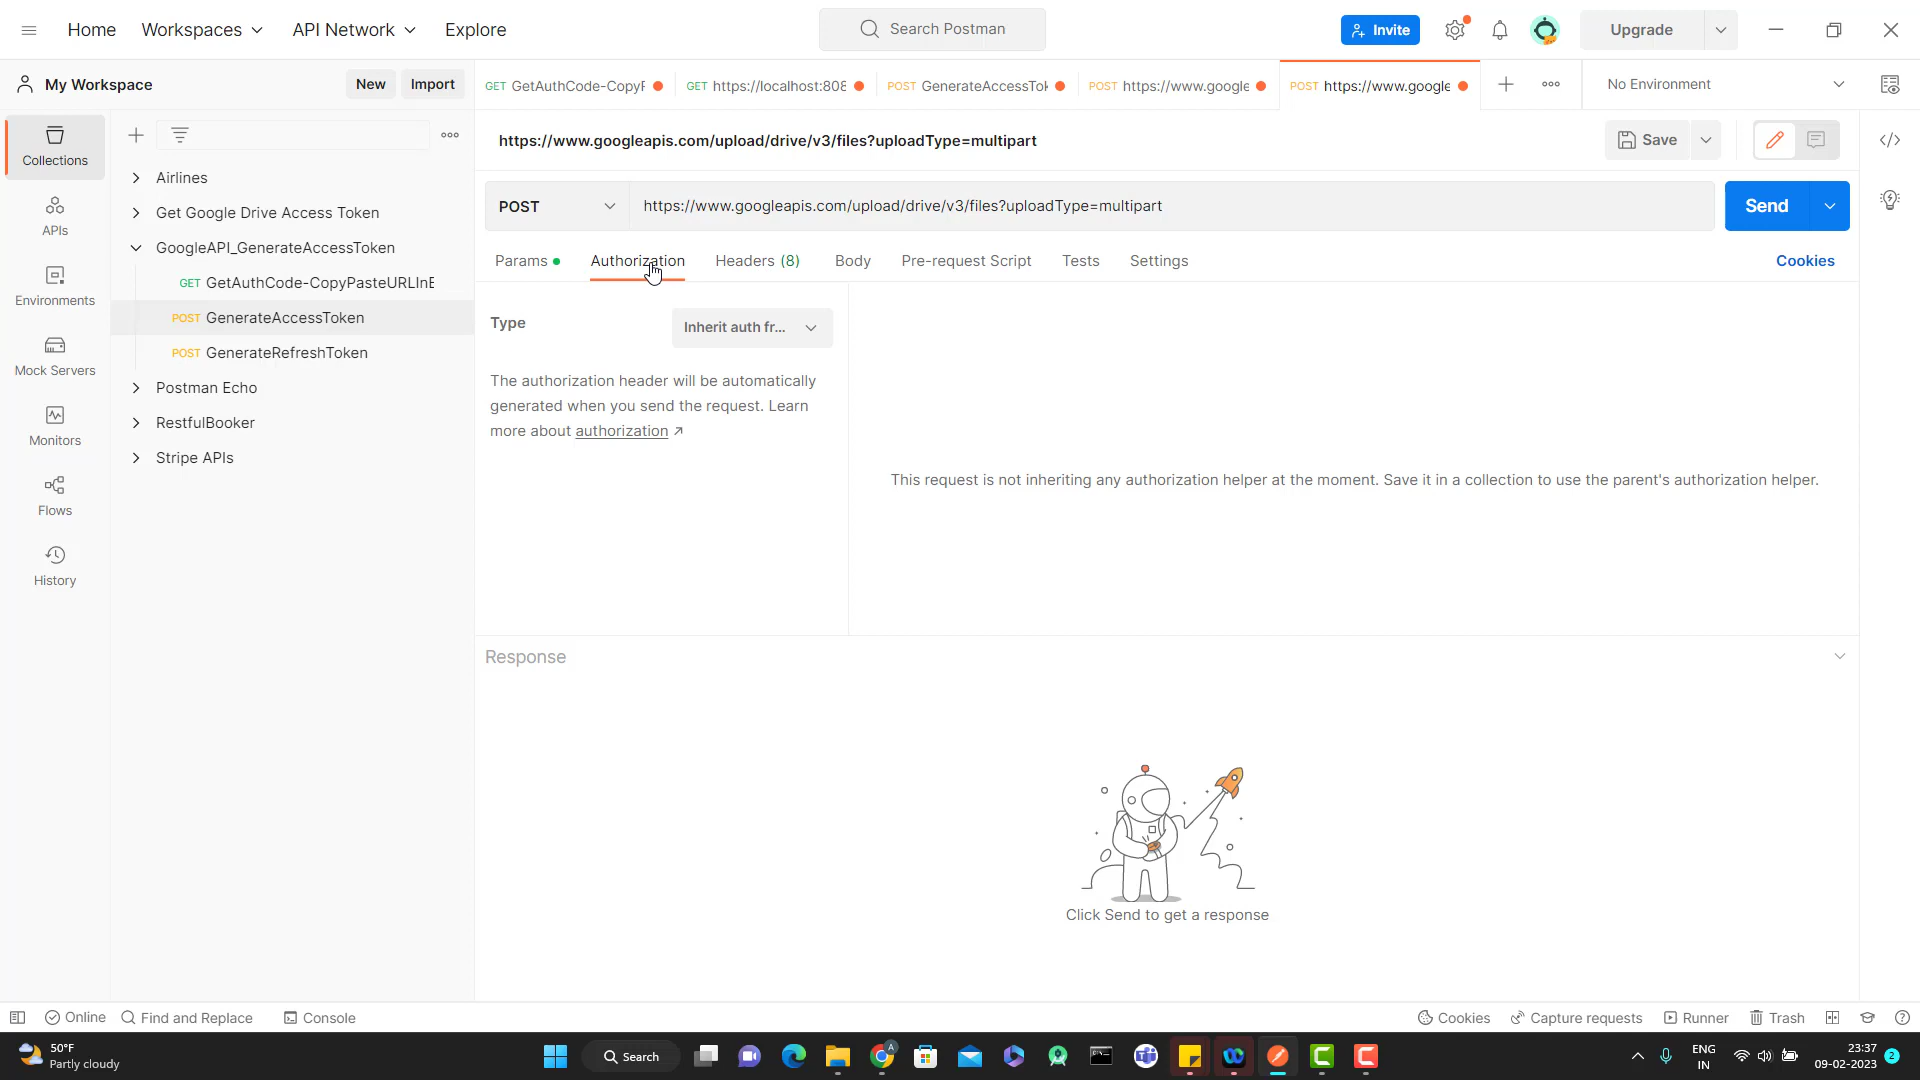 Home
Workspaces
API Network
Explore
Search Postman
Invite
Upgrade
My Workspace
New
Import
GET GetAuthCode-CopyF
GET https://localhost:808
POST GenerateAccessTok
POST https://www.google
POST https://www.google
No Environment
https://www.googleapis.com/upload/drive/v3/files?uploadType=multipart
Save
POST
https://www.googleapis.com/upload/drive/v3/files?uploadType=multipart
Send
Params
Authorization
Headers (8)
Body
Pre-request Script
Tests
Settings
Cookies
Collections
APIs
Environments
Mock Servers
Monitors
Flows
History
Airlines
Get Google Drive Access Token
GoogleAPI_GenerateAccessToken
GET GetAuthCode-CopyPasteURLInE
POST GenerateAccessToken
POST GenerateRefreshToken
Postman Echo
RestfulBooker
Stripe APIs
Type
Inherit auth fr...
The authorization header will be automatically
generated when you send the request. Learn
more about authorization ↗
This request is not inheriting any authorization helper at the moment. Save it in a collection to use the parent's authorization helper.
Response
Click Send to get a response
Online
Find and Replace
Console
Cookies
Capture requests
Runner
Trash
50°F
Partly cloudy
Search
ENG
IN
23:37
09-02-2023
2